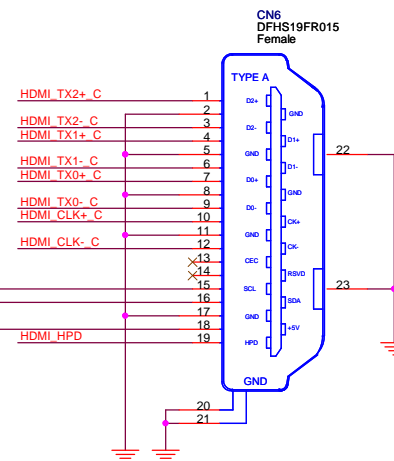 CN6
DFHS19FR015
Female
TYPE A
HDMI_TX2+_C 1 D2+
2 GND
HDMI_TX2-_C 3 D2-
HDMI_TX1+_C 4 D1+
5 GND
HDMI_TX1-_C 6 D1-
HDMI_TX0+_C 7 D0+
8 GND
HDMI_TX0-_C 9 D0-
HDMI_CLK+_C 10 CK+
11 GND
HDMI_CLK-_C 12 CK-
13 CEC
14 RSVD
15 SCL
16 SDA
17 GND
18 +5V
HDMI_HPD 19 HPD
22
23
GND
20
21